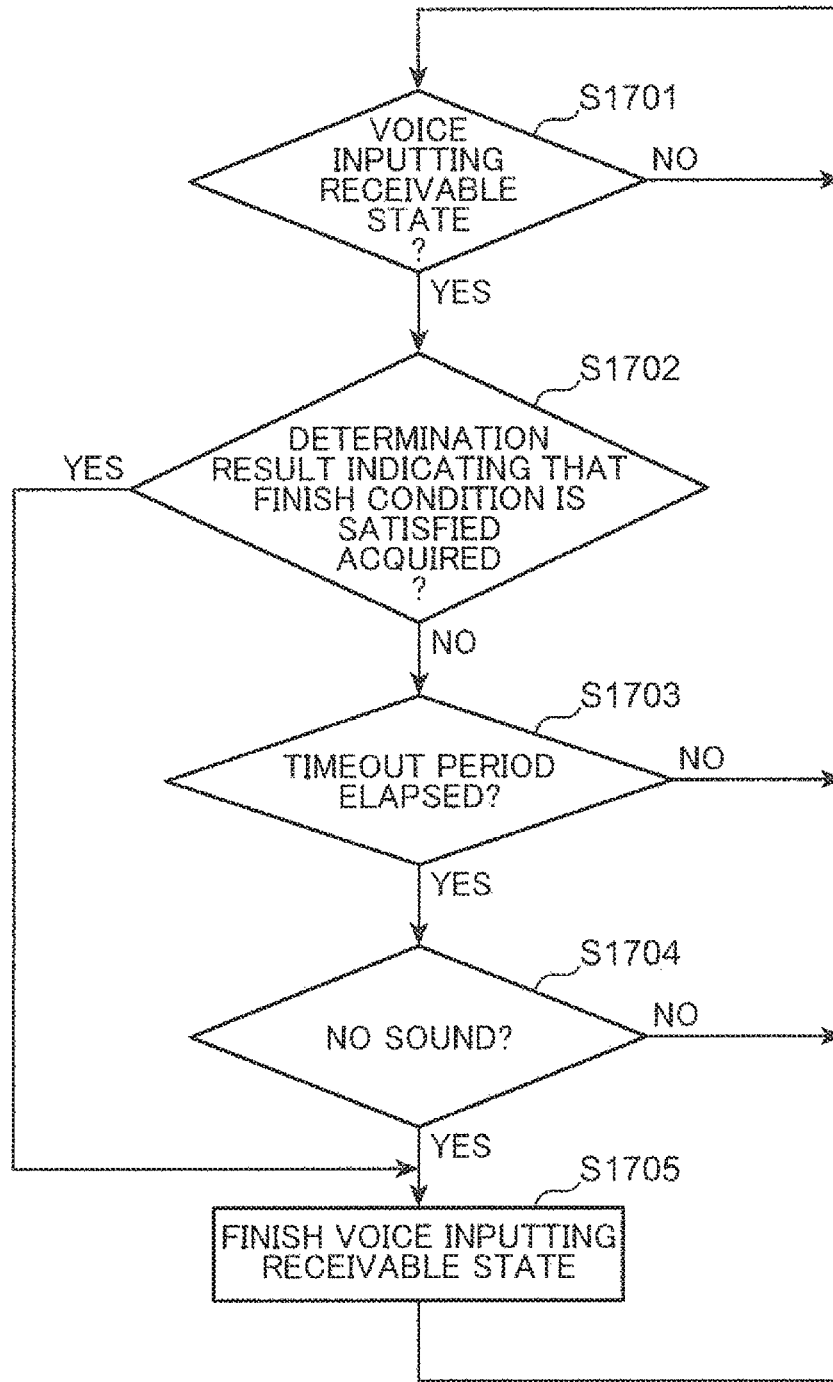 S1701
VOICE
INPUTTING
RECEIVABLE
STATE
?
NO
YES
S1702
DETERMINATION
RESULT INDICATING THAT
FINISH CONDITION IS
SATISFIED
ACQUIRED
?
YES
NO
S1703
TIMEOUT PERIOD
ELAPSED?
NO
YES
S1704
NO SOUND?
NO
YES
S1705
FINISH VOICE INPUTTING
RECEIVABLE STATE